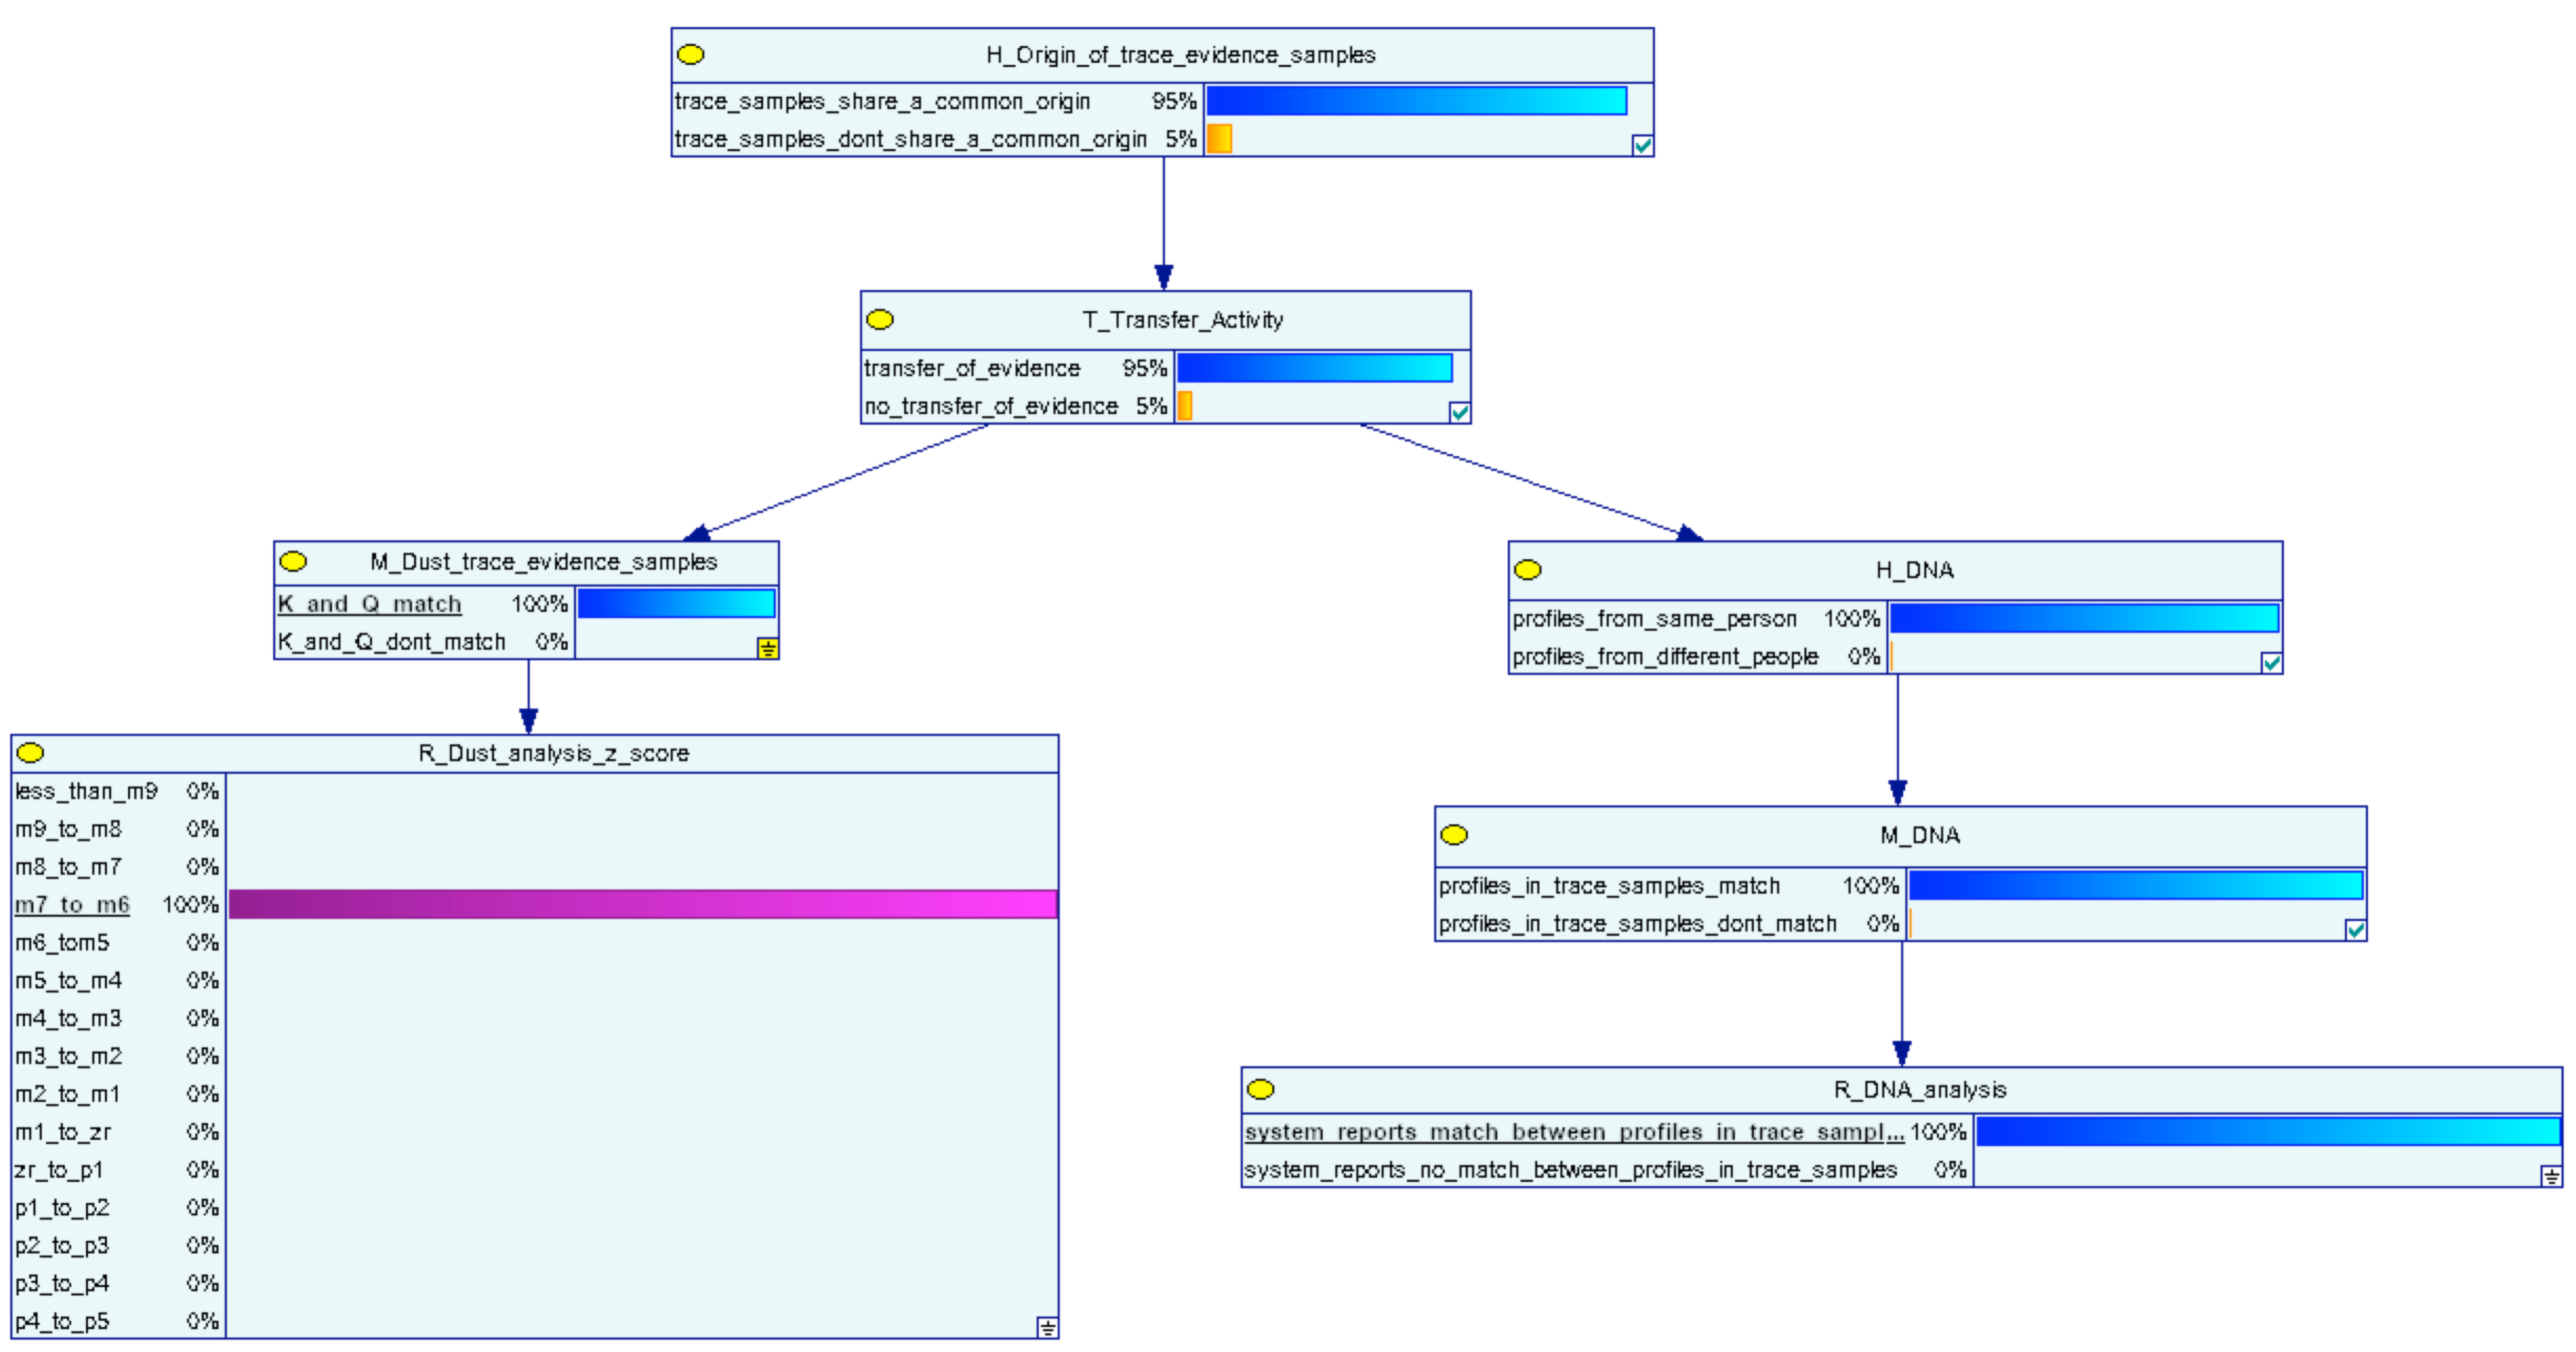 H_Origin_of_trace_evidence_samples
trace_samples_share_a_common_origin 95%
trace_samples_dont_share_a_common_origin 5%
T_Transfer_Activity
transfer_of_evidence 95%
no_transfer_of_evidence 5%
M_Dust_trace_evidence_samples
K_and_Q_match 100%
K_and_Q_dont_match 0%
H_DNA
profiles_from_same_person 100%
profiles_from_different_people 0%
R_Dust_analysis_z_score
less_than_m9 0%
m9_to_m8 0%
m8_to_m7 0%
m7_to_m6 100%
m6_tom5 0%
m5_to_m4 0%
m4_to_m3 0%
m3_to_m2 0%
m2_to_m1 0%
m1_to_zr 0%
zr_to_p1 0%
p1_to_p2 0%
p2_to_p3 0%
p3_to_p4 0%
p4_to_p5 0%
M_DNA
profiles_in_trace_samples_match 100%
profiles_in_trace_samples_dont_match 0%
R_DNA_analysis
system_reports_match_between_profiles_in_trace_sampl... 100%
system_reports_no_match_between_profiles_in_trace_samples 0%